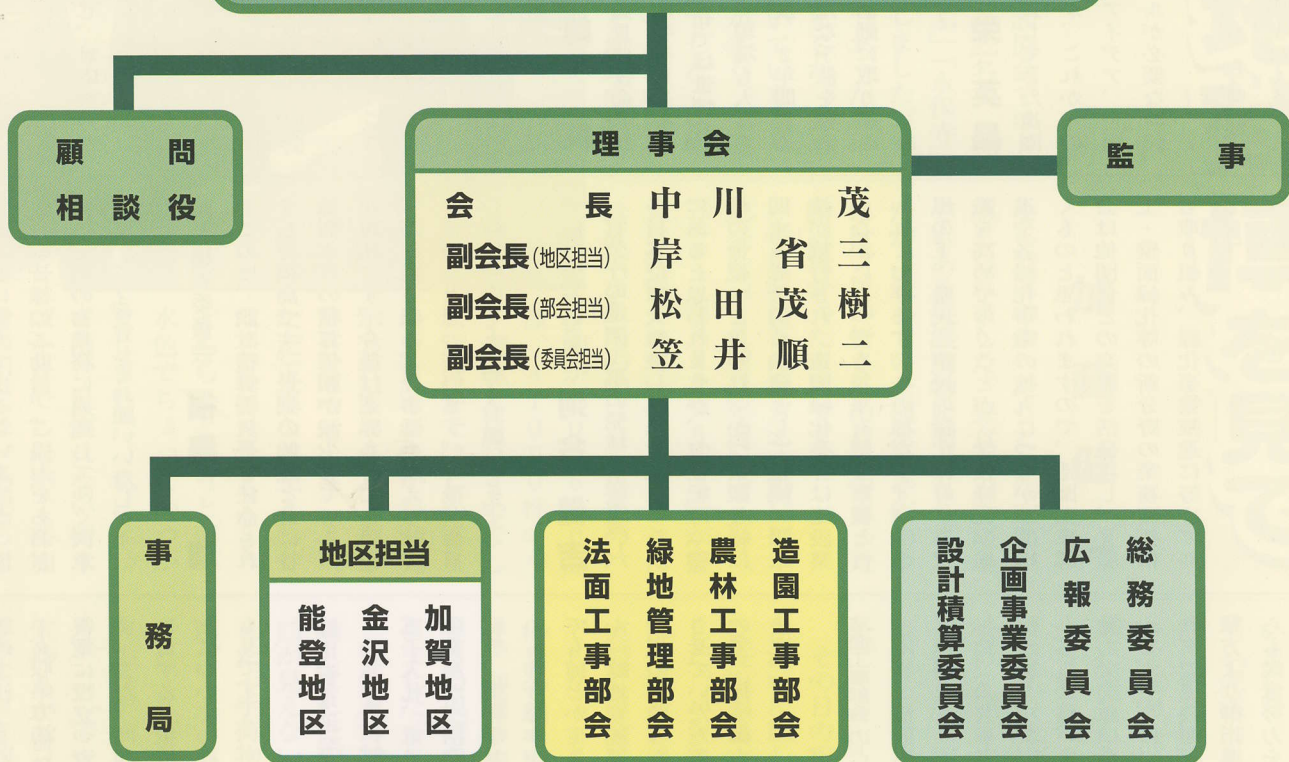 顧問
相談役
理事会
会長 中川茂
副会長(地区担当) 岸省三
副会長(部会担当) 松田茂樹
副会長(委員会担当) 笠井順二
監事
事務局
地区担当
加賀地区
金沢地区
能登地区
造園工事部会
農林工事部会
緑地管理部会
法面工事部会
総務委員会
広報委員会
企画事業委員会
設計積算委員会